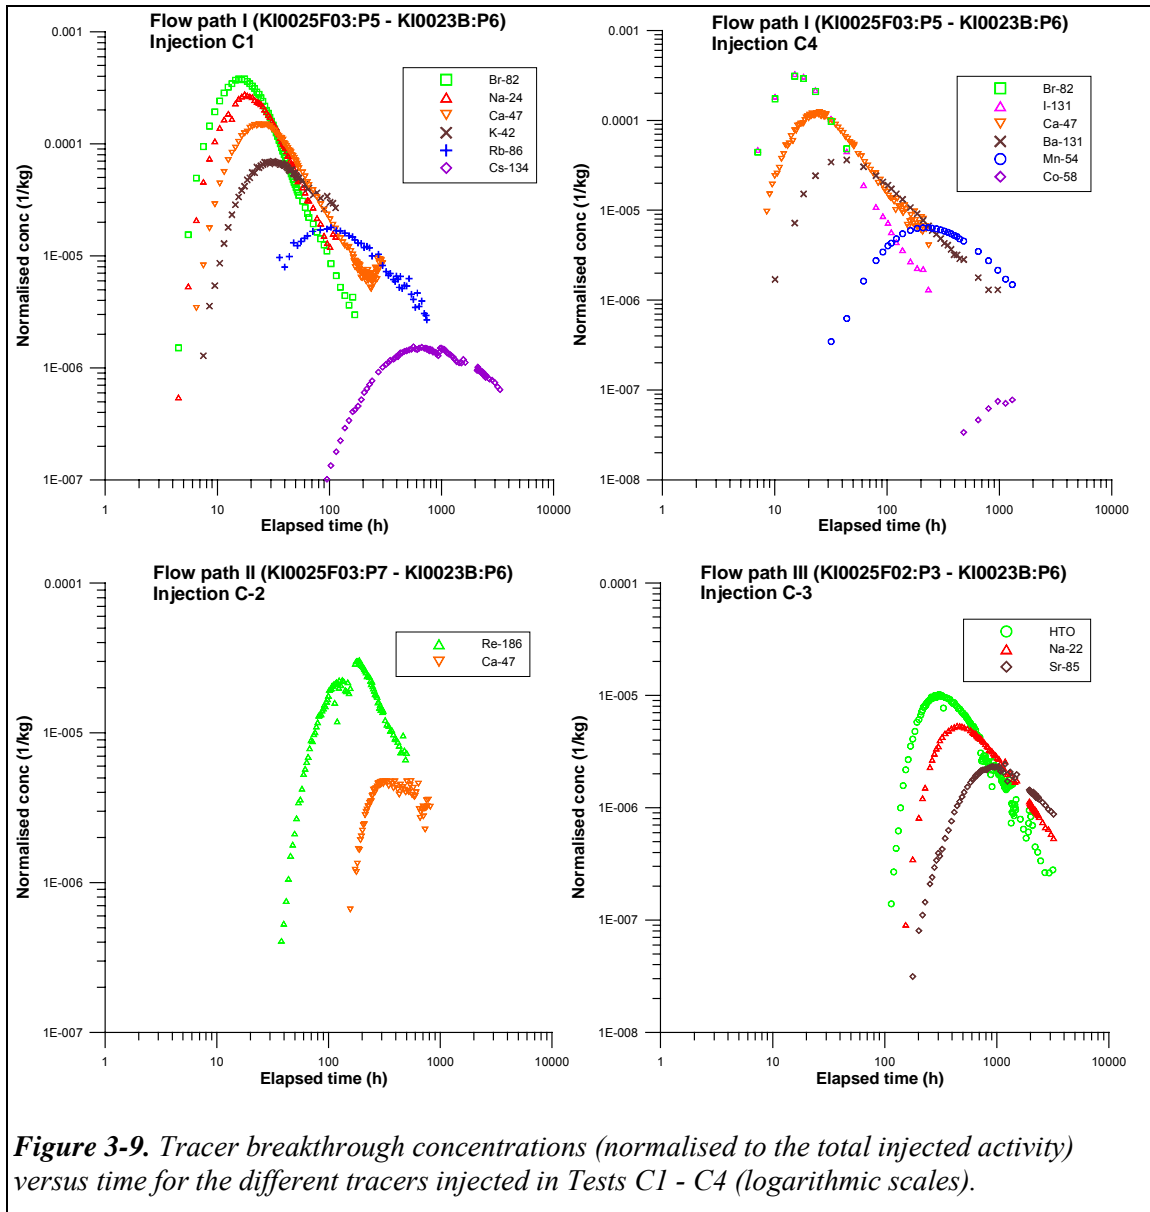 Flow path I (KI0025F03:P5 - KI0023B:P6)
Injection C1
0.001
0.0001
1E-005
1E-006
1E-007
Normalised conc (1/kg)
Br-82
Na-24
Ca-47
K-42
Rb-86
Cs-134
1
10
100
1000
10000
Elapsed time (h)
Flow path I (KI0025F03:P5 - KI0023B:P6)
Injection C4
0.001
0.0001
1E-005
1E-006
1E-007
1E-008
Normalised conc (1/kg)
Br-82
I-131
Ca-47
Ba-131
Mn-54
Co-58
1
10
100
1000
10000
Elapsed time (h)
Flow path II (KI0025F03:P7 - KI0023B:P6)
Injection C-2
0.0001
1E-005
1E-006
1E-007
Normalised conc (1/kg)
Re-186
Ca-47
1
10
100
1000
10000
Elapsed time (h)
Flow path III (KI0025F02:P3 - KI0023B:P6)
Injection C-3
0.0001
1E-005
1E-006
1E-007
1E-008
Normalised conc (1/kg)
HTO
Na-22
Sr-85
1
10
100
1000
10000
Elapsed time (h)
Figure 3-9. Tracer breakthrough concentrations (normalised to the total injected activity)
versus time for the different tracers injected in Tests C1 - C4 (logarithmic scales).